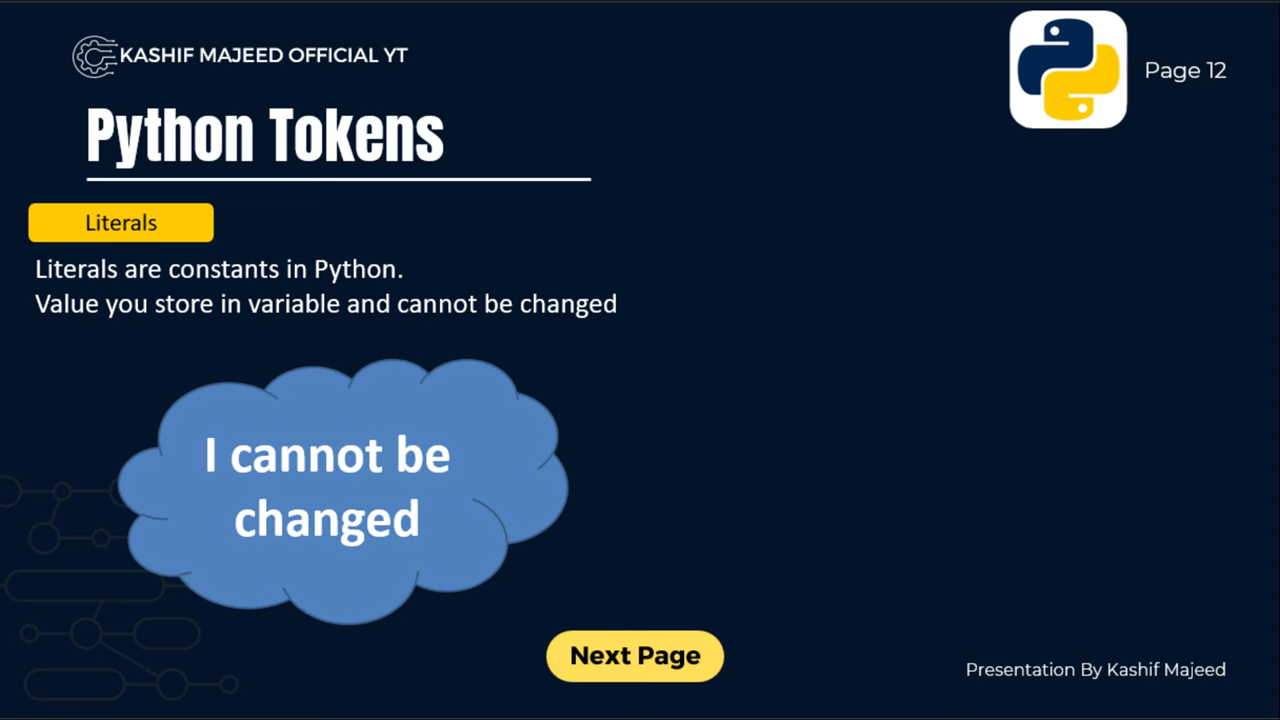 KASHIF MAJEED OFFICIAL YT
Page 12
Python Tokens
Literals
Literals are constants in Python.
Value you store in variable and cannot be changed
I cannot be
changed
Next Page
Presentation By Kashif Majeed